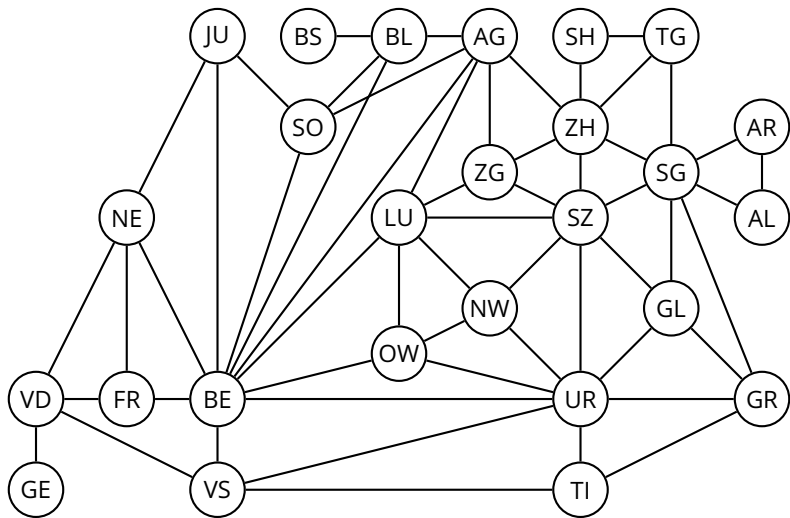 JU BS BL AG SH TG
SO ZH AR
ZG SG
NE LU SZ AL
NW GL
OW
VD FR BE UR GR
GE VS TI